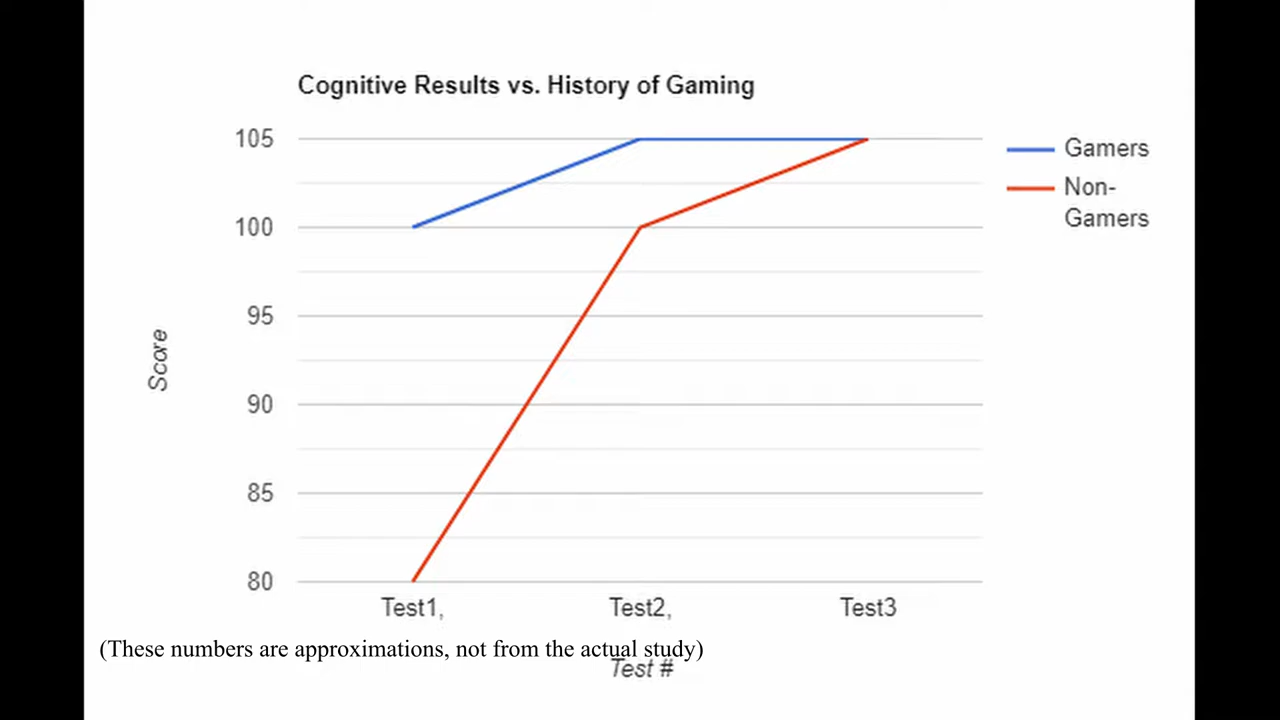 Cognitive Results vs. History of Gaming
105
100
95
90
85
80
Score
Gamers
Non-
Gamers
Test1,
Test2,
Test3
(These numbers are approximations, not from the actual study)
Test #